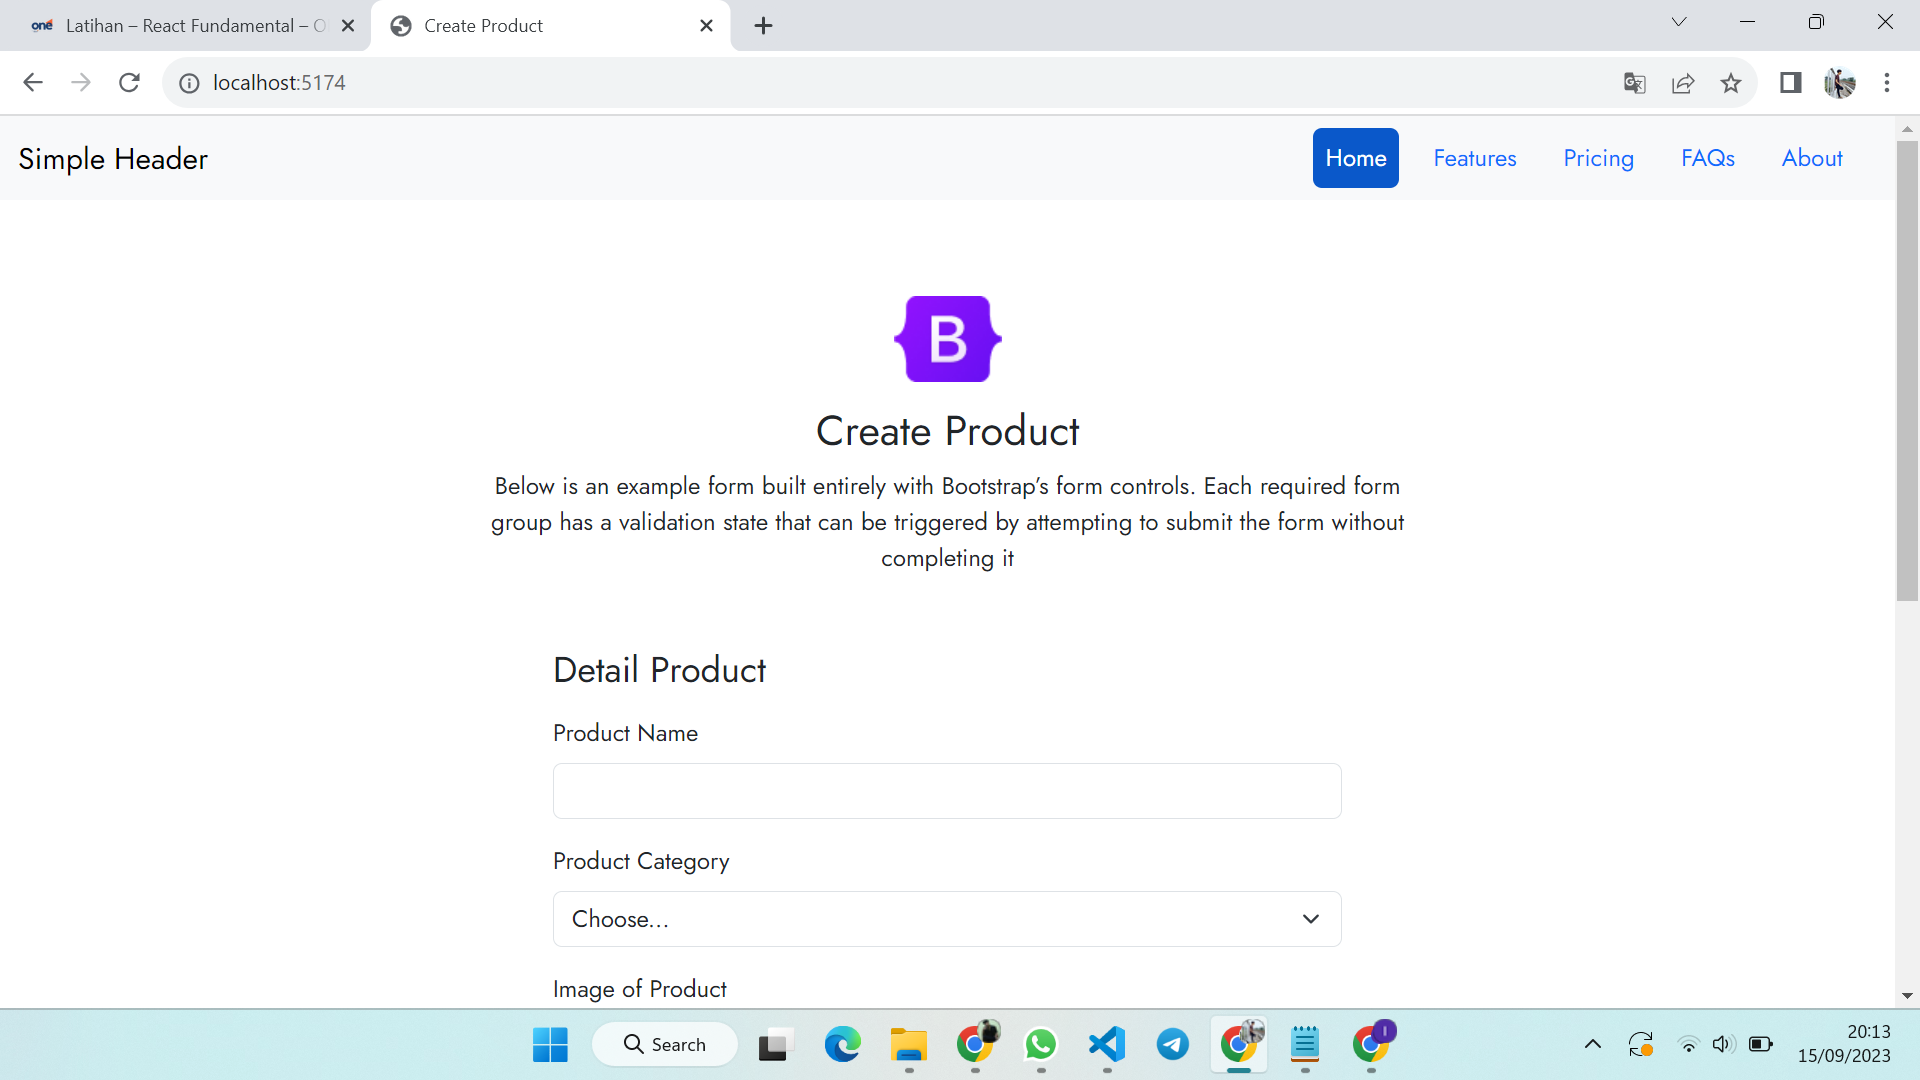 one Latihan – React Fundamental – O
Create Product
localhost:5174
Simple Header
Home
Features
Pricing
FAQs
About
B
Create Product
Below is an example form built entirely with Bootstrap’s form controls. Each required form
group has a validation state that can be triggered by attempting to submit the form without
completing it
Detail Product
Product Name
Product Category
Choose...
Image of Product
Search
20:13
15/09/2023